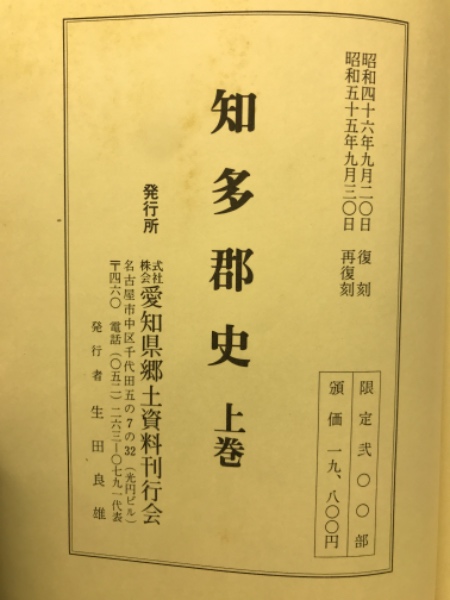 昭和四十六年九月二〇日　復刻
昭和五十五年九月三〇日　再復刻
限定弐〇〇部
頒価　一九、八〇〇円
知多郡史　上巻
発行所
株式会社　愛知県郷土資料刊行会
名古屋市中区千代田五の7の32（光円ビル）
〒四六〇　電話（〇五二）二六三―〇七九一代表
発行者　生田良雄